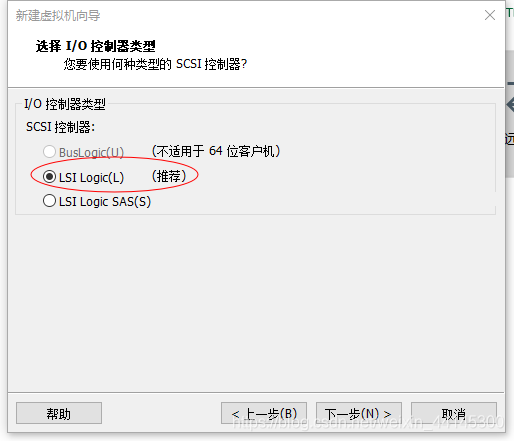 新建虚拟机向导
选择 I/O 控制器类型
您要使用何种类型的 SCSI 控制器?
I/O 控制器类型
SCSI 控制器:
BusLogic(U) (不适用于 64 位客户机)
LSI Logic(L) (推荐)
LSI Logic SAS(S)
远
帮助 < 上一步(B) 下一步(N) > 取消
https://blog.csdn.net/weixin_44145300